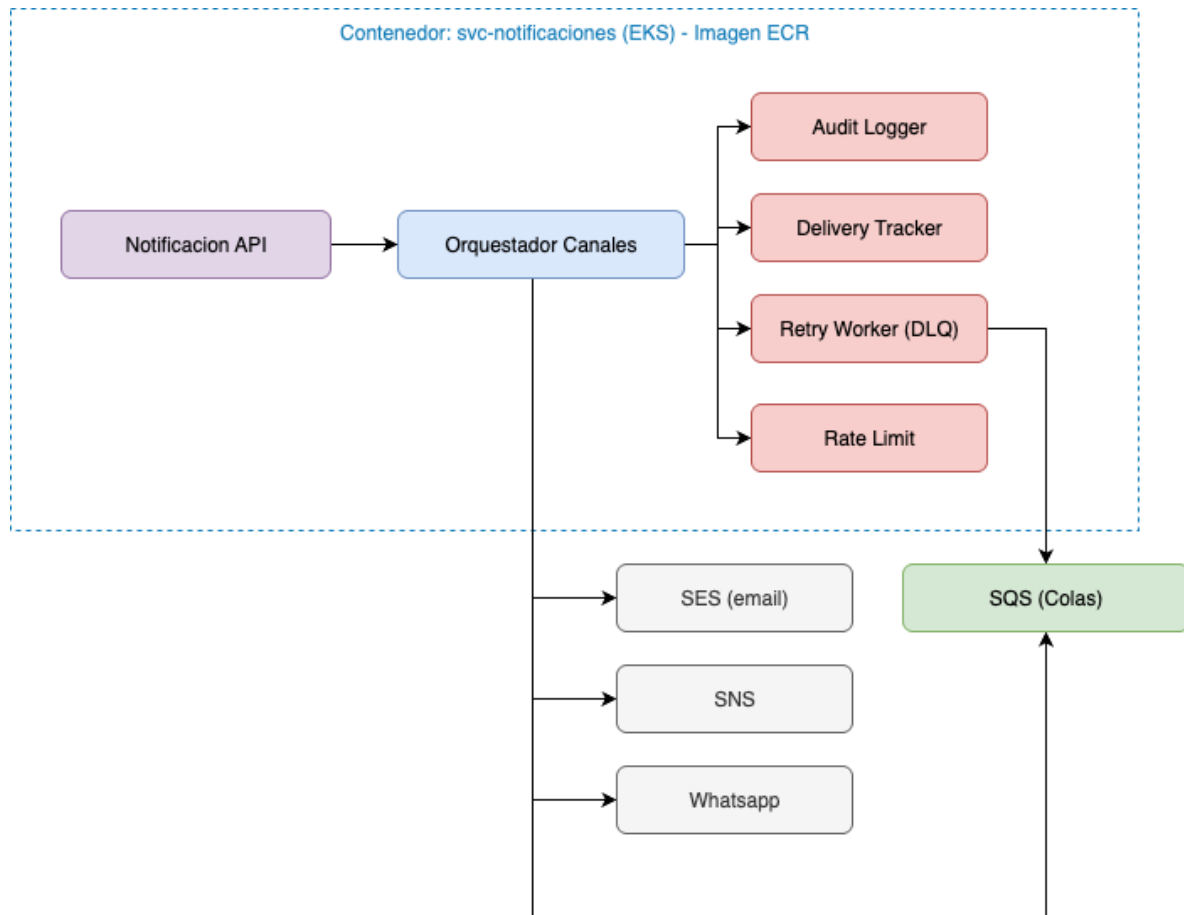 Contenedor: svc-notificaciones (EKS) - Imagen ECR
Audit Logger
Notificacion API
Orquestador Canales
Delivery Tracker
Retry Worker (DLQ)
Rate Limit
SES (email)
SQS (Colas)
SNS
Whatsapp